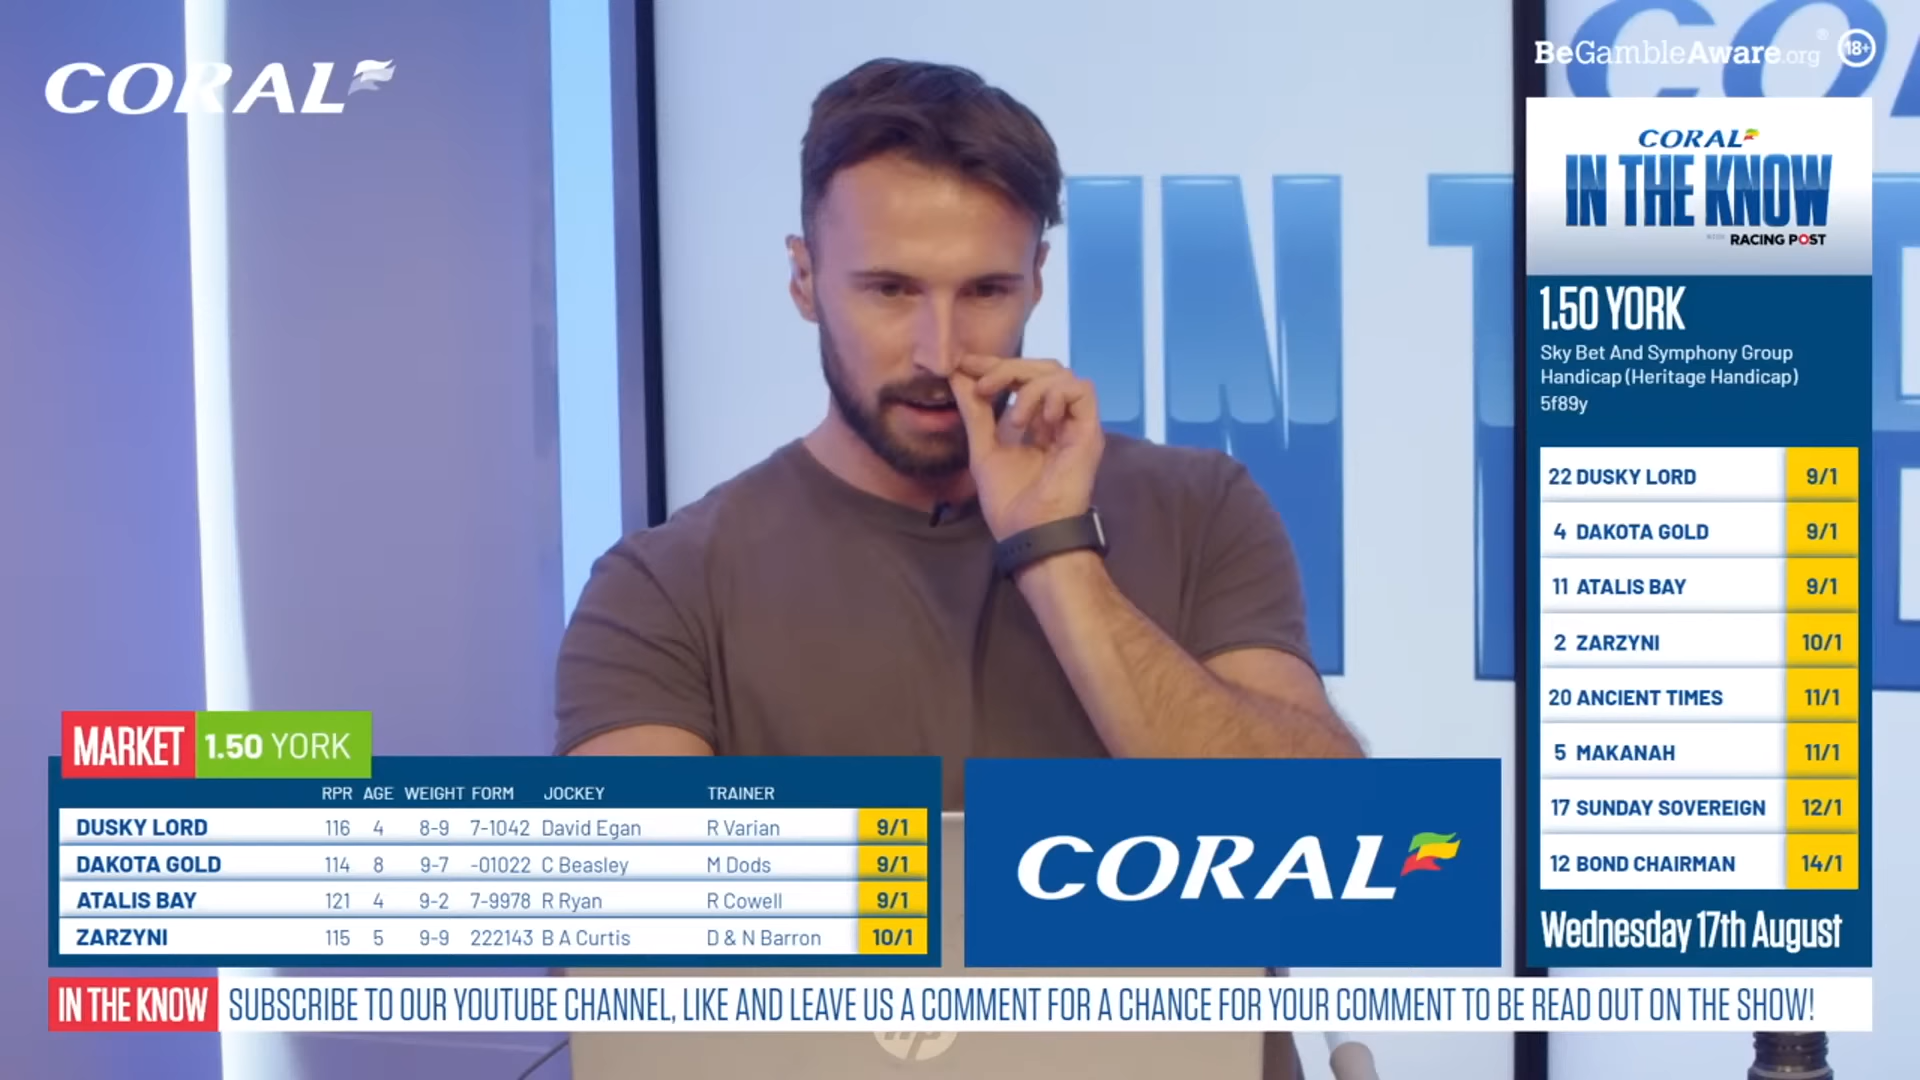 CORAL
BeGambleAware.org® 18+
CORAL
IN THE KNOW
WITH RACING POST
1.50 YORK
Sky Bet And Symphony Group
Handicap (Heritage Handicap)
5f89y
22 DUSKY LORD 9/1
4 DAKOTA GOLD 9/1
11 ATALIS BAY 9/1
2 ZARZYNI 10/1
20 ANCIENT TIMES 11/1
5 MAKANAH 11/1
17 SUNDAY SOVEREIGN 12/1
12 BOND CHAIRMAN 14/1
Wednesday 17th August
MARKET 1.50 YORK
RPR AGE WEIGHT FORM JOCKEY TRAINER
DUSKY LORD 116 4 8-9 7-1042 David Egan R Varian 9/1
DAKOTA GOLD 114 8 9-7 -01022 C Beasley M Dods 9/1
ATALIS BAY 121 4 9-2 7-9978 R Ryan R Cowell 9/1
ZARZYNI 115 5 9-9 222143 B A Curtis D & N Barron 10/1
CORAL
IN THE KNOW SUBSCRIBE TO OUR YOUTUBE CHANNEL, LIKE AND LEAVE US A COMMENT FOR A CHANCE FOR YOUR COMMENT TO BE READ OUT ON THE SHOW!
hp